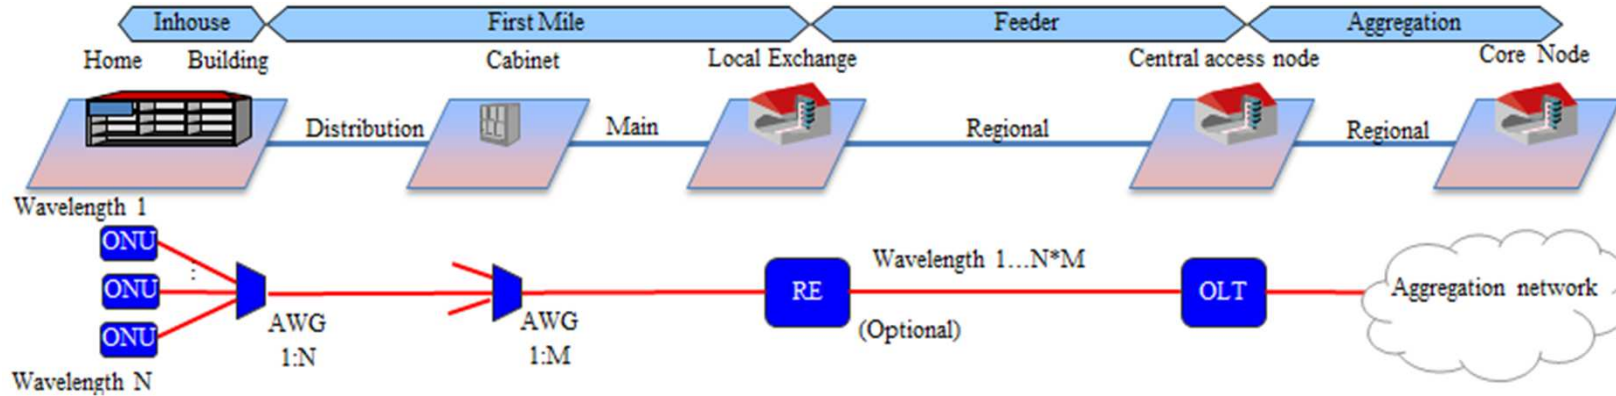 Inhouse
First Mile
Feeder
Aggregation
Home
Building
Cabinet
Local Exchange
Central access node
Core Node
Distribution
Main
Regional
Regional
Wavelength 1
ONU
:
ONU
ONU
Wavelength N
AWG
1:N
AWG
1:M
RE
(Optional)
Wavelength 1...N*M
OLT
Aggregation network